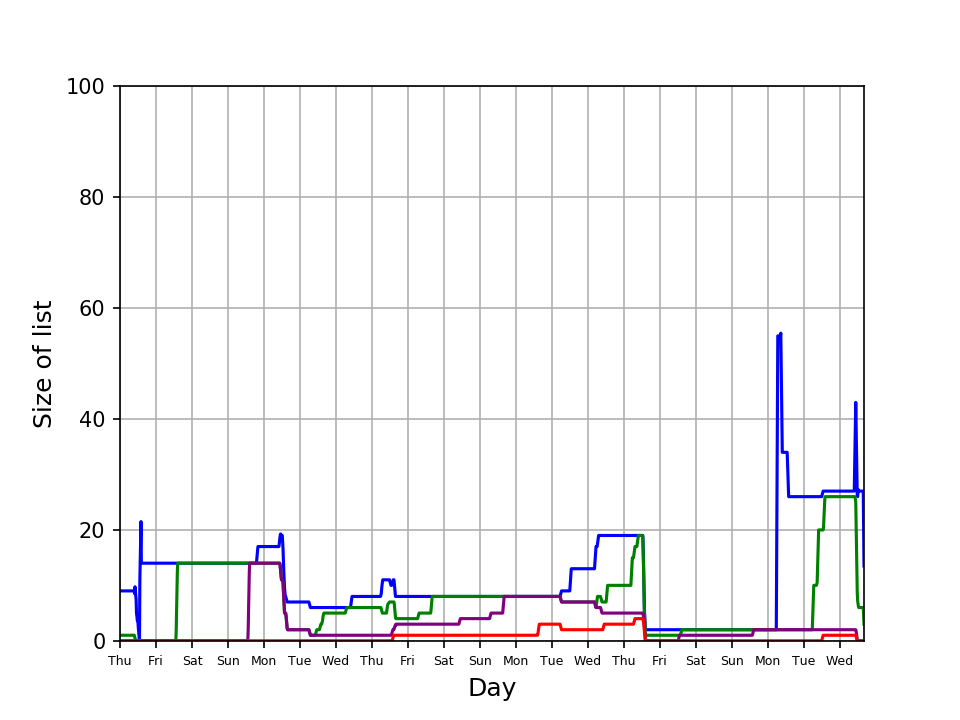 100
80
60
40
20
0
Size of list
Thu Fri Sat Sun Mon Tue Wed Thu Fri Sat Sun Mon Tue Wed Thu Fri Sat Sun Mon Tue Wed
Day